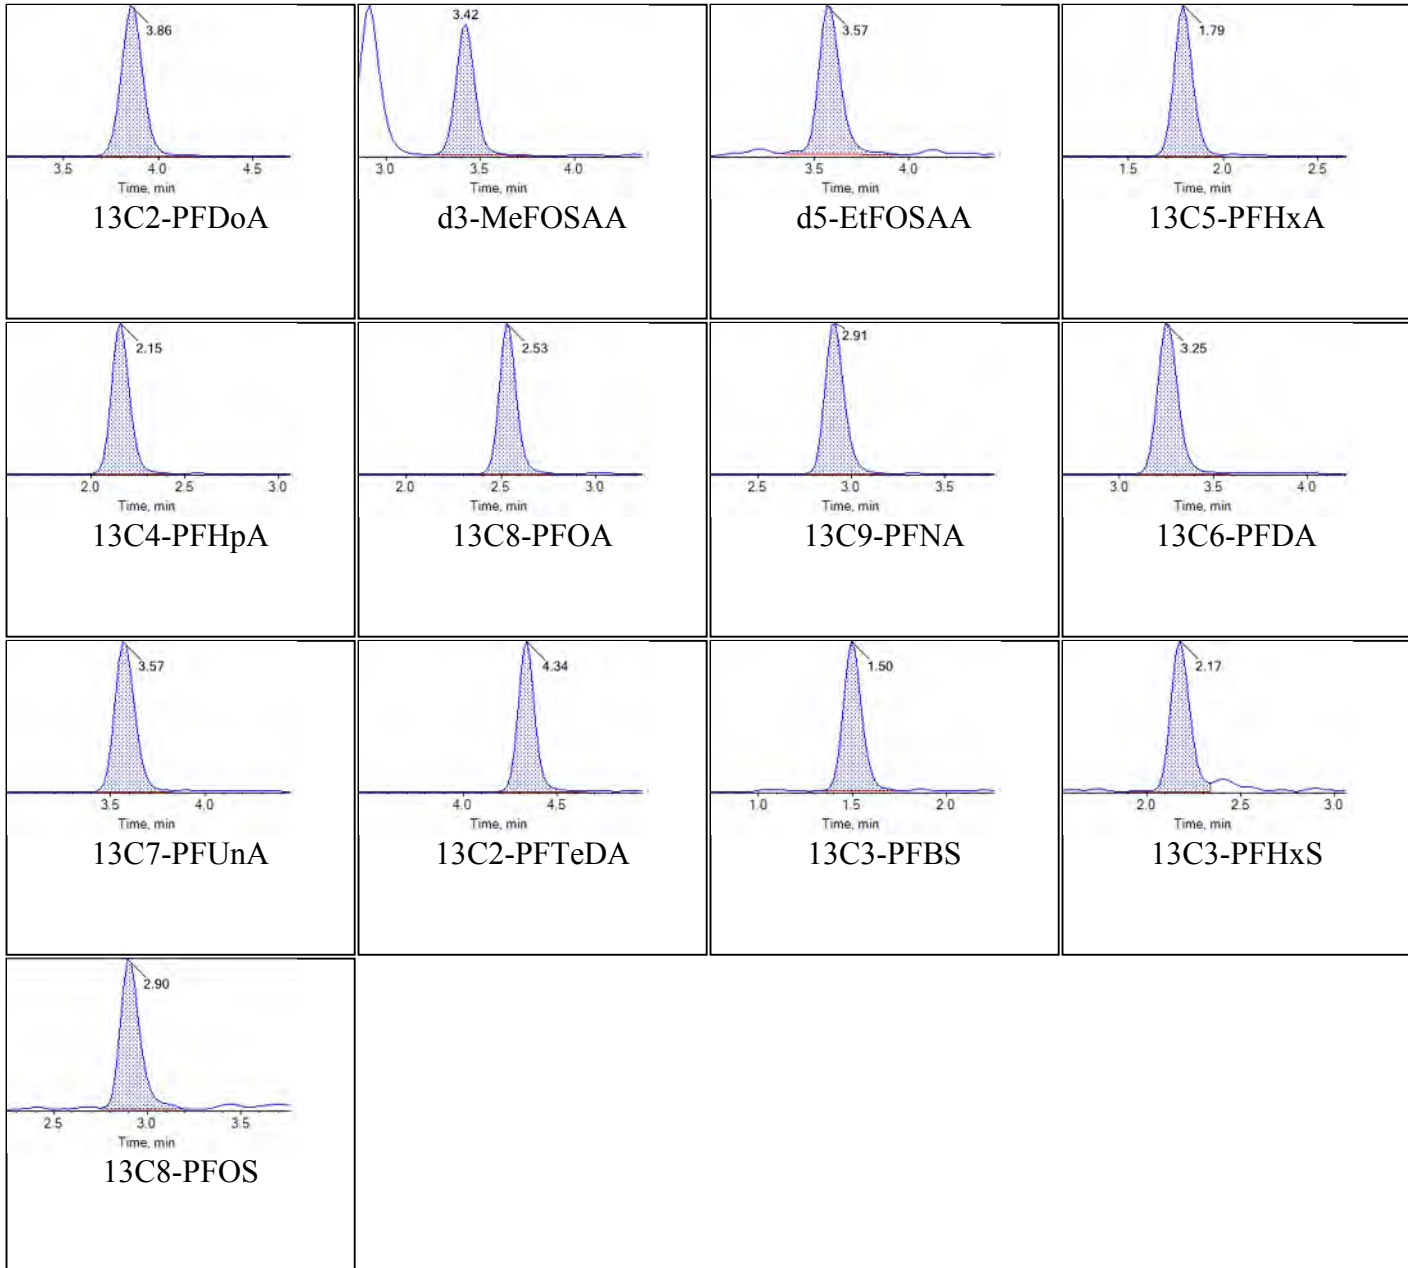 3.86
3.5 4.0 4.5
Time, min
13C2-PFDoA
3.42
3.0 3.5 4.0
Time, min
d3-MeFOSAA
3.57
3.5 4.0
Time, min
d5-EtFOSAA
1.79
1.5 2.0 2.5
Time, min
13C5-PFHxA
2.15
2.0 2.5 3.0
Time, min
13C4-PFHpA
2.53
2.0 2.5 3.0
Time, min
13C8-PFOA
2.91
2.5 3.0 3.5
Time, min
13C9-PFNA
3.25
3.0 3.5 4.0
Time, min
13C6-PFDA
3.57
3.5 4.0
Time, min
13C7-PFUnA
4.34
4.0 4.5
Time, min
13C2-PFTeDA
1.50
1.0 1.5 2.0
Time, min
13C3-PFBS
2.17
2.0 2.5 3.0
Time, min
13C3-PFHxS
2.90
2.5 3.0 3.5
Time, min
13C8-PFOS